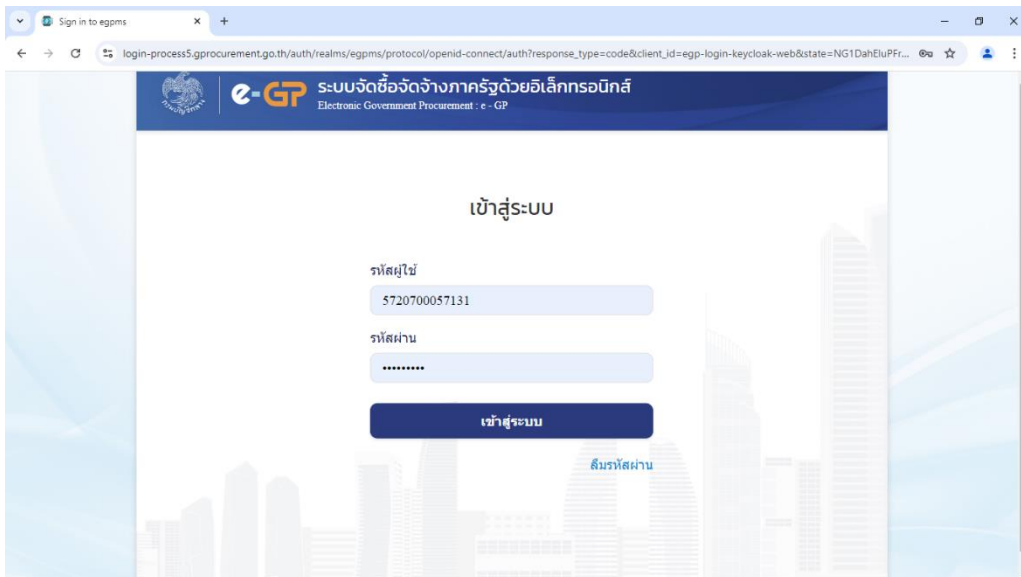 Sign in to egpms
login-process5.gprocurement.go.th/auth/realms/egpms/protocol/openid-connect/auth?response_type=code&client_id=egp-login-keycloak-web&state=NG1DahEluPFr...
e-GP ระบบจัดซื้อจัดจ้างภาครัฐด้วยอิเล็กทรอนิกส์
Electronic Government Procurement : e - GP
เข้าสู่ระบบ
รหัสผู้ใช้
5720700057131
รหัสผ่าน
•••••••••
เข้าสู่ระบบ
ลืมรหัสผ่าน